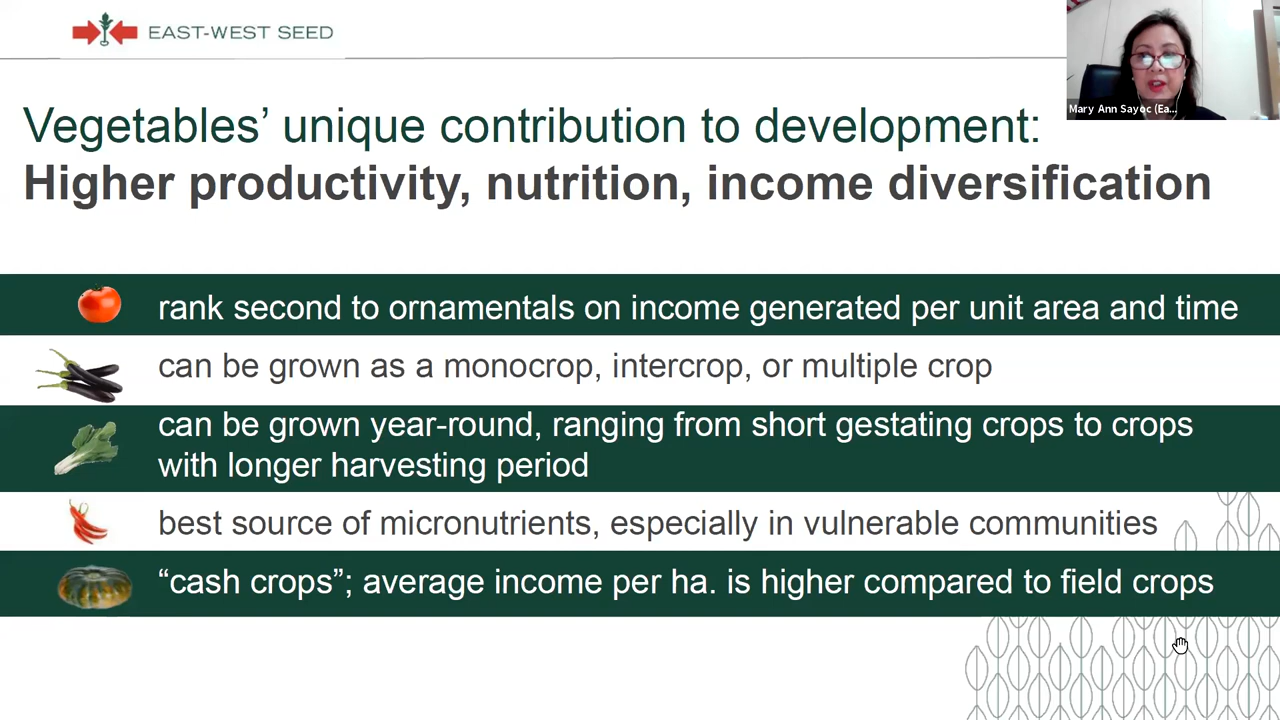 EAST-WEST SEED
Mary Ann Sayoc (Ea...
Vegetables’ unique contribution to development:
Higher productivity, nutrition, income diversification
rank second to ornamentals on income generated per unit area and time
can be grown as a monocrop, intercrop, or multiple crop
can be grown year-round, ranging from short gestating crops to crops
with longer harvesting period
best source of micronutrients, especially in vulnerable communities
“cash crops”; average income per ha. is higher compared to field crops